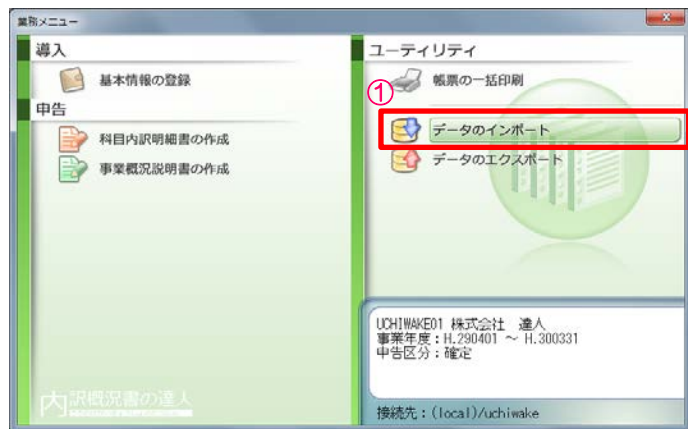 業務メニュー
導入
基本情報の登録
申告
科目内訳明細書の作成
事業概況説明書の作成
ユーティリティ
帳票の一括印刷
①
データのインポート
データのエクスポート
UCHIWAKE01 株式会社　達人
事業年度：H.290401 ～ H.300331
申告区分：確定
内訳概況書の達人
接続先：(local)/uchiwake